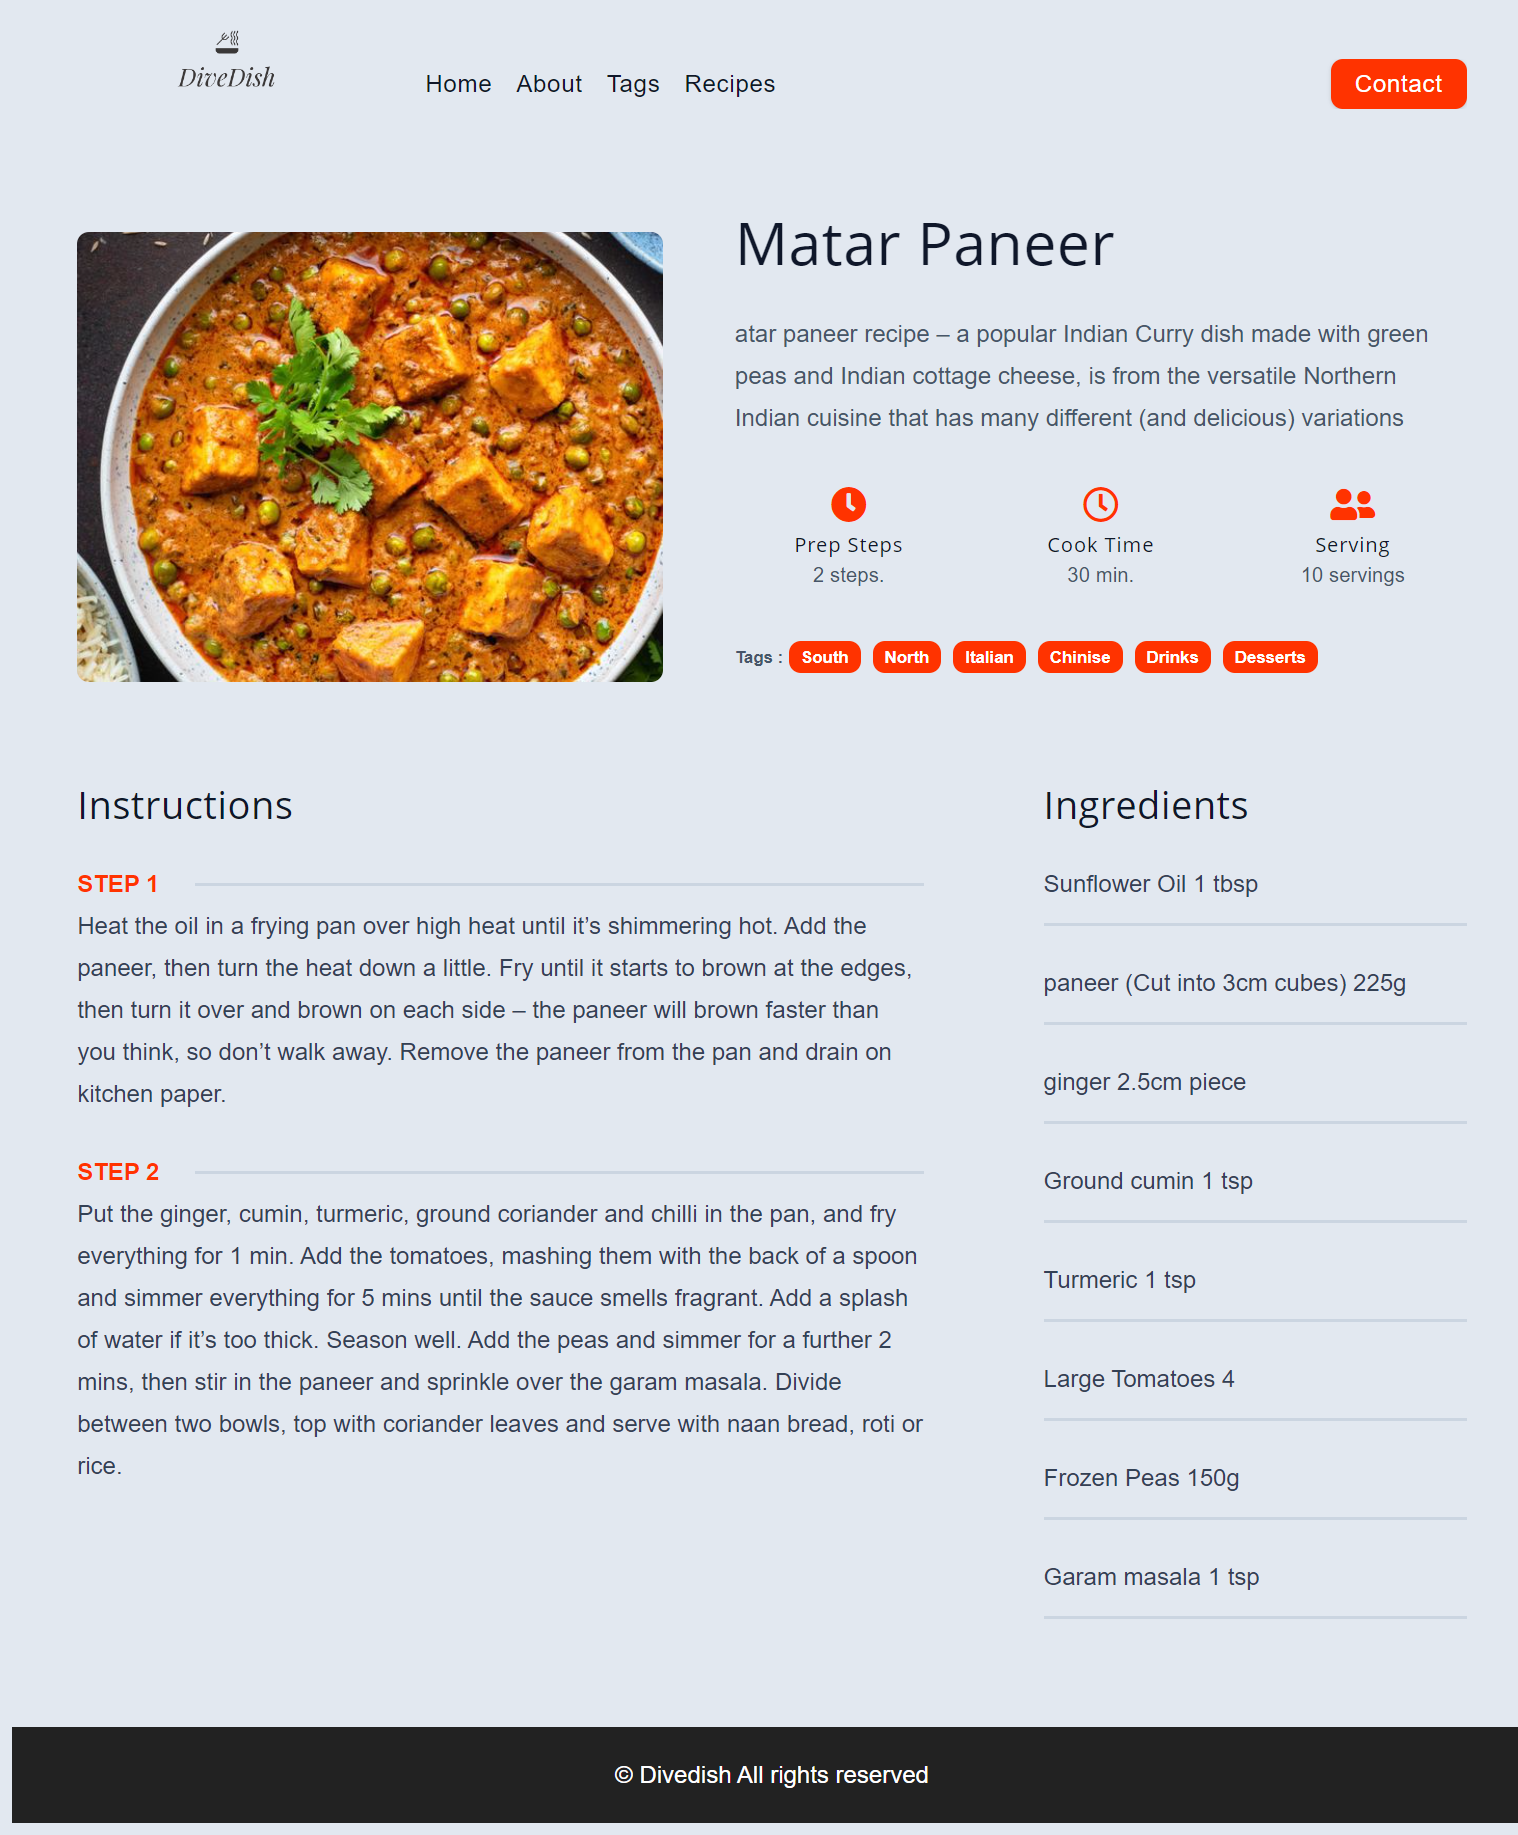 DiveDish
Home About Tags Recipes
Contact
Matar Paneer
atar paneer recipe – a popular Indian Curry dish made with green
peas and Indian cottage cheese, is from the versatile Northern
Indian cuisine that has many different (and delicious) variations
Prep Steps
2 steps.
Cook Time
30 min.
Serving
10 servings
Tags : South North Italian Chinise Drinks Desserts
Instructions
STEP 1
Heat the oil in a frying pan over high heat until it’s shimmering hot. Add the
paneer, then turn the heat down a little. Fry until it starts to brown at the edges,
then turn it over and brown on each side – the paneer will brown faster than
you think, so don’t walk away. Remove the paneer from the pan and drain on
kitchen paper.
STEP 2
Put the ginger, cumin, turmeric, ground coriander and chilli in the pan, and fry
everything for 1 min. Add the tomatoes, mashing them with the back of a spoon
and simmer everything for 5 mins until the sauce smells fragrant. Add a splash
of water if it’s too thick. Season well. Add the peas and simmer for a further 2
mins, then stir in the paneer and sprinkle over the garam masala. Divide
between two bowls, top with coriander leaves and serve with naan bread, roti or
rice.
Ingredients
Sunflower Oil 1 tbsp
paneer (Cut into 3cm cubes) 225g
ginger 2.5cm piece
Ground cumin 1 tsp
Turmeric 1 tsp
Large Tomatoes 4
Frozen Peas 150g
Garam masala 1 tsp
© Divedish All rights reserved